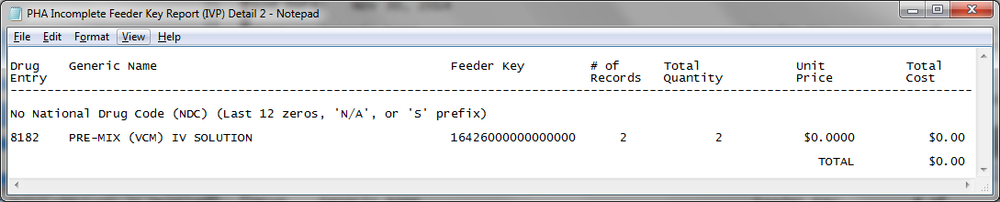 PHA Incomplete Feeder Key Report (IVP) Detail 2 - Notepad
File Edit Format View Help
Drug Generic Name Feeder Key # of Total Unit Total
Entry Records Quantity Price Cost
--------------------------------------------------------------------------------------------------------------------------------
No National Drug Code (NDC) (Last 12 zeros, 'N/A', or 'S' prefix)
8182 PRE-MIX (VCM) IV SOLUTION 16426000000000000 2 2 $0.0000 $0.00
TOTAL $0.00